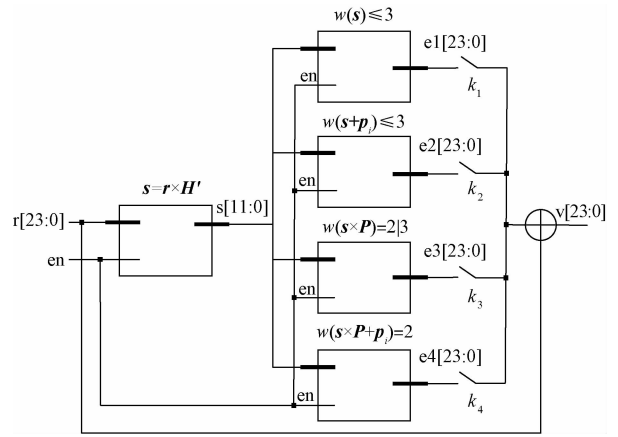 w(s)≤3
e1[23:0]
en
k₁
w(s+pᵢ)≤3
e2[23:0]
en
k₂
s=r×H'
r[23:0]
s[11:0]
v[23:0]
en
w(s×P)=2|3
e3[23:0]
en
k₃
w(s×P+pᵢ)=2
e4[23:0]
en
k₄